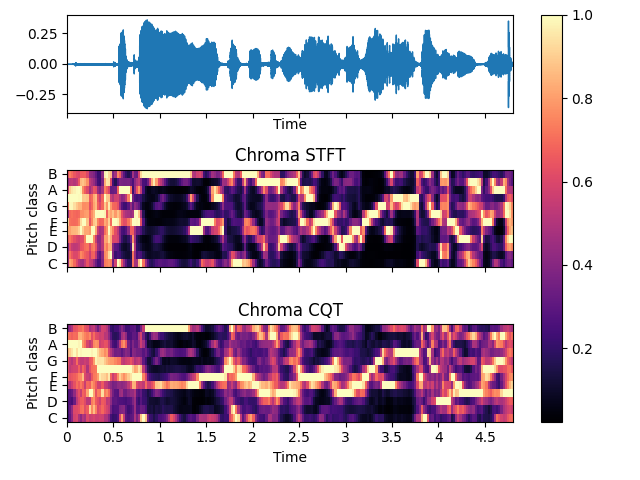 0.25
0.00
−0.25
Time
Chroma STFT
Pitch class
B
A
G
F
E
D
C
Chroma CQT
Pitch class
B
A
G
F
E
D
C
0 0.5 1 1.5 2 2.5 3 3.5 4 4.5
Time
1.0
0.8
0.6
0.4
0.2